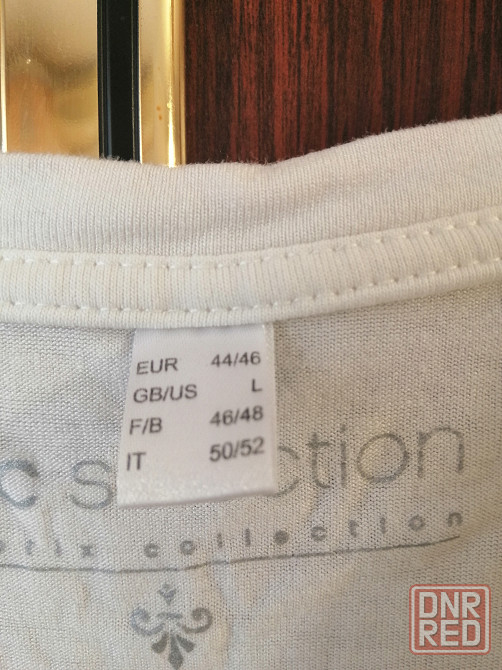 EUR 44/46
GB/US L
F/B 46/48
IT 50/52
c s ction
collection
DNR
RED